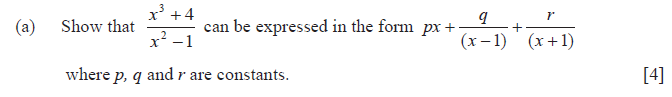 (a) Show that (x³ + 4)/(x² − 1) can be expressed in the form px + q/(x − 1) + r/(x + 1)
where p, q and r are constants. [4]